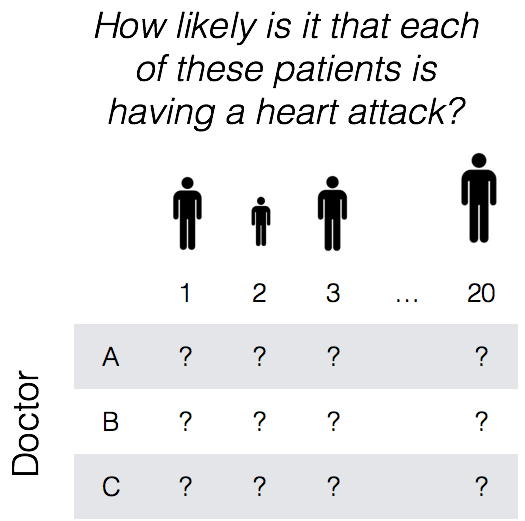 How likely is it that each
of these patients is
having a heart attack?
1 2 3 ... 20
Doctor
A ? ? ? ?
B ? ? ? ?
C ? ? ? ?